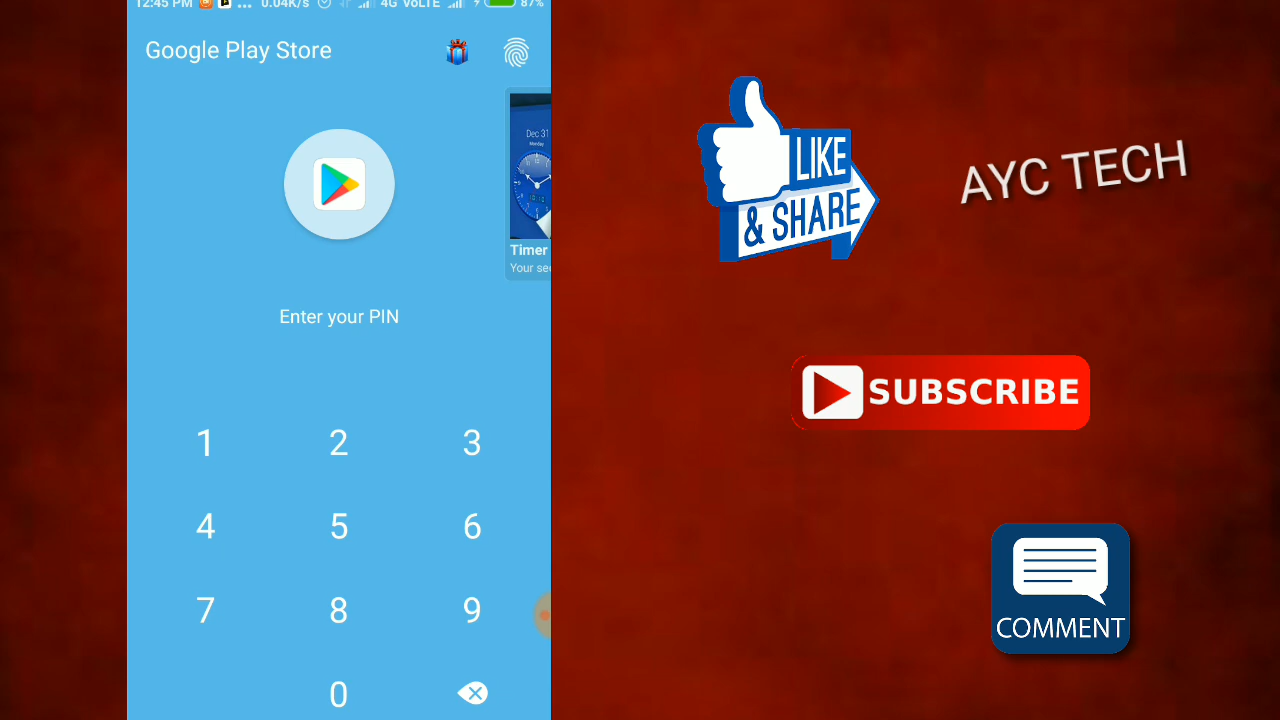 12:45 PM ... 0.04K/s 4G VoLTE 87%
Google Play Store
Dec 31
Monday
Timer
Enter your PIN
1 2 3
4 5 6
7 8 9
0
LIKE
& SHARE
AYC TECH
SUBSCRIBE
COMMENT